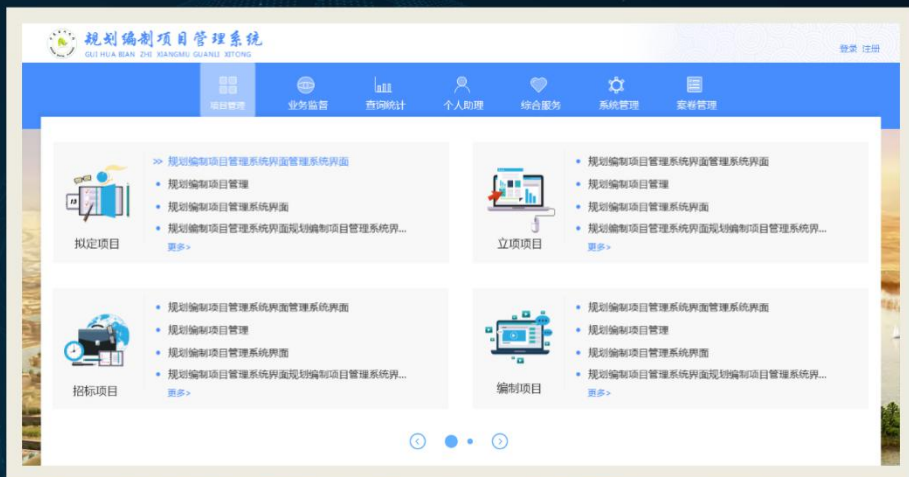 规划编制项目管理系统
GUI HUA BIAN ZHI XIANGMU GUANLI XITONG
登录 注册
项目管理 业务监督 查询统计 个人助理 综合服务 系统管理 案卷管理
>> 规划编制项目管理系统界面管理系统界面
规划编制项目管理
规划编制项目管理系统界面
规划编制项目管理系统界面规划编制项目管理系统界...
更多>
拟定项目
规划编制项目管理系统界面管理系统界面
规划编制项目管理
规划编制项目管理系统界面
规划编制项目管理系统界面规划编制项目管理系统界...
更多>
立项项目
规划编制项目管理系统界面管理系统界面
规划编制项目管理
规划编制项目管理系统界面
规划编制项目管理系统界面规划编制项目管理系统界...
更多>
招标项目
规划编制项目管理系统界面管理系统界面
规划编制项目管理
规划编制项目管理系统界面
规划编制项目管理系统界面规划编制项目管理系统界...
更多>
编制项目